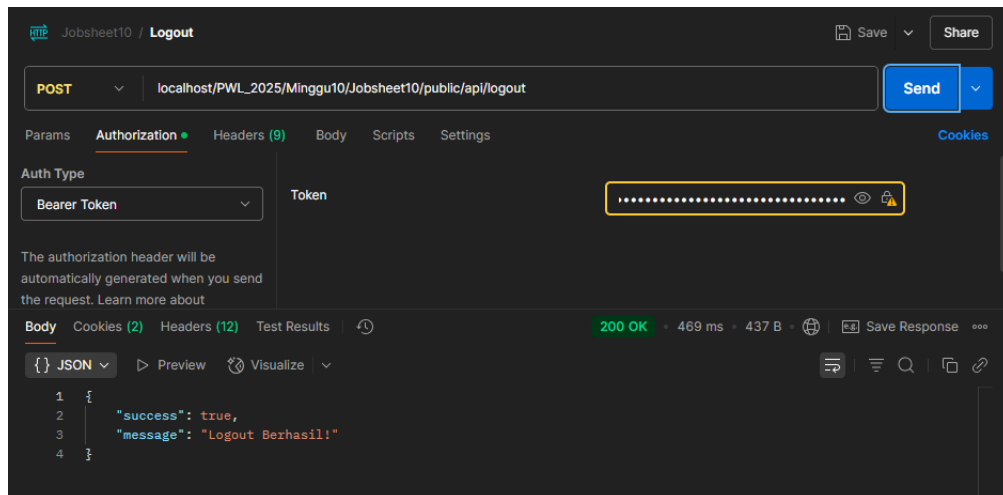 HTTP Jobsheet10 / Logout Save Share
POST localhost/PWL_2025/Minggu10/Jobsheet10/public/api/logout Send
Params Authorization Headers (9) Body Scripts Settings Cookies
Auth Type
Bearer Token
Token
The authorization header will be
automatically generated when you send
the request. Learn more about
Body Cookies (2) Headers (12) Test Results 200 OK 469 ms 437 B e.g. Save Response
{} JSON Preview Visualize
1 {
2 "success": true,
3 "message": "Logout Berhasil!"
4 }